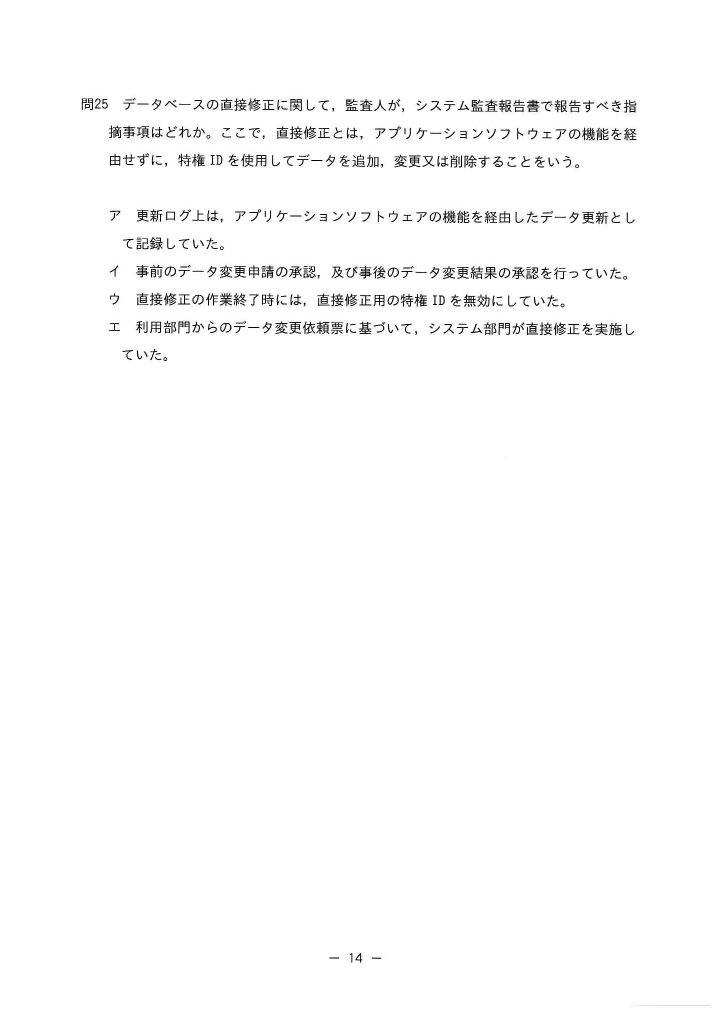 問25 データベースの直接修正に関して，監査人が，システム監査報告書で報告すべき指
摘事項はどれか。ここで，直接修正とは，アプリケーションソフトウェアの機能を経
由せずに，特権 ID を使用してデータを追加，変更又は削除することをいう。
ア 更新ログ上は，アプリケーションソフトウェアの機能を経由したデータ更新とし
て記録していた。
イ 事前のデータ変更申請の承認，及び事後のデータ変更結果の承認を行っていた。
ウ 直接修正の作業終了時には，直接修正用の特権 ID を無効にしていた。
エ 利用部門からのデータ変更依頼票に基づいて，システム部門が直接修正を実施し
ていた。
― 14 ―